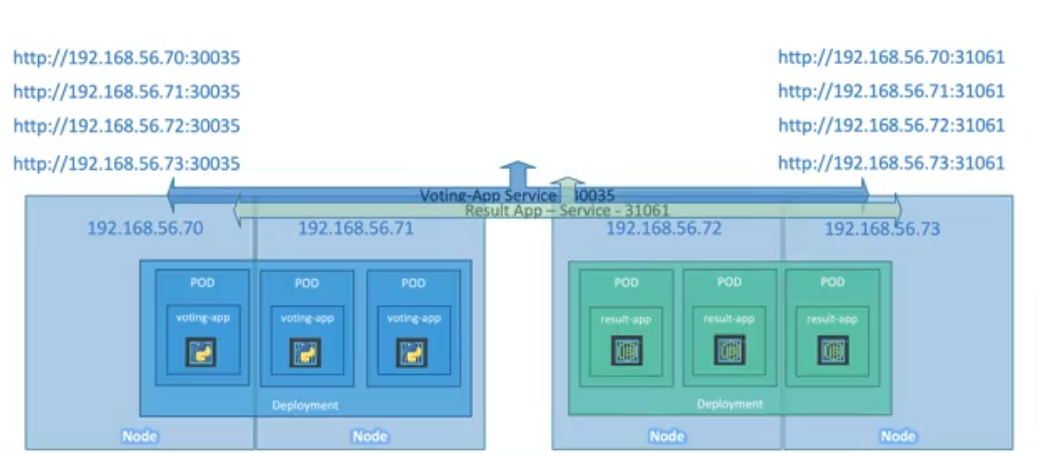 http://192.168.56.70:30035
http://192.168.56.71:30035
http://192.168.56.72:30035
http://192.168.56.73:30035
http://192.168.56.70:31061
http://192.168.56.71:31061
http://192.168.56.72:31061
http://192.168.56.73:31061
Voting-App Service 30035
Result App – Service - 31061
192.168.56.70
192.168.56.71
192.168.56.72
192.168.56.73
POD
POD
POD
voting-app
voting-app
voting-app
Deployment
POD
POD
POD
result-app
result-app
result-app
Deployment
Node
Node
Node
Node